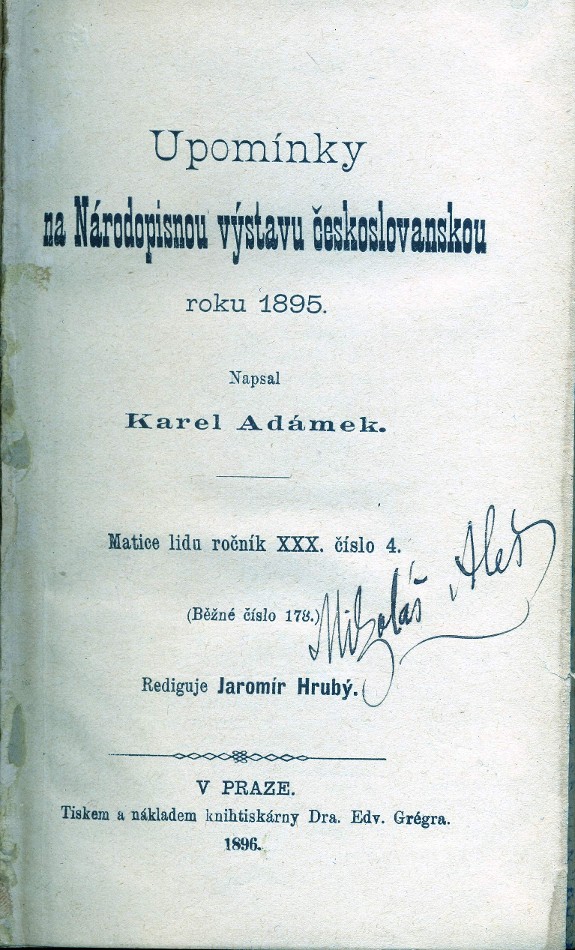 Upomínky
na Národopisnou výstavu českoslovanskou
roku 1895.
Napsal
Karel Adámek.
Matice lidu ročník XXX. číslo 4.
(Běžné číslo 178.)
Mikoláš Aleš
Rediguje Jaromír Hrubý.
V PRAZE.
Tiskem a nákladem knihtiskárny Dra. Edv. Grégra.
1896.